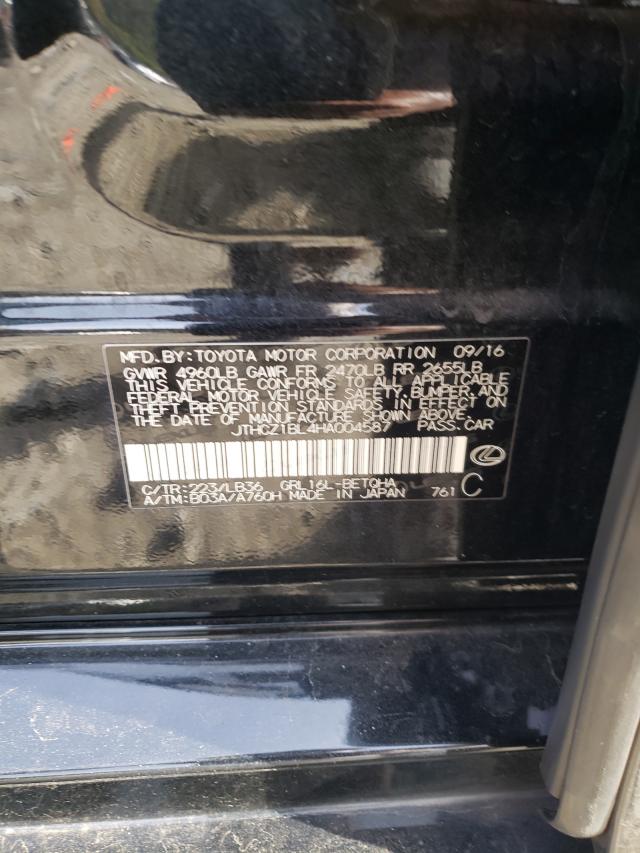 MFD. BY: TOYOTA MOTOR CORPORATION 09/16
GVWR 4960LB GAWR FR 2470LB RR 2655LB
THIS VEHICLE CONFORMS TO ALL APPLICABLE
FEDERAL MOTOR VEHICLE SAFETY, BUMPER, AND
THEFT PREVENTION STANDARDS IN EFFECT ON
THE DATE OF MANUFACTURE SHOWN ABOVE.
JTHCZ1BL4HA004587 PASS. CAR
C/TR: 223/LB36 GRL16L-BETQHA
A/TM: B03A/A760H MADE IN JAPAN 761 C